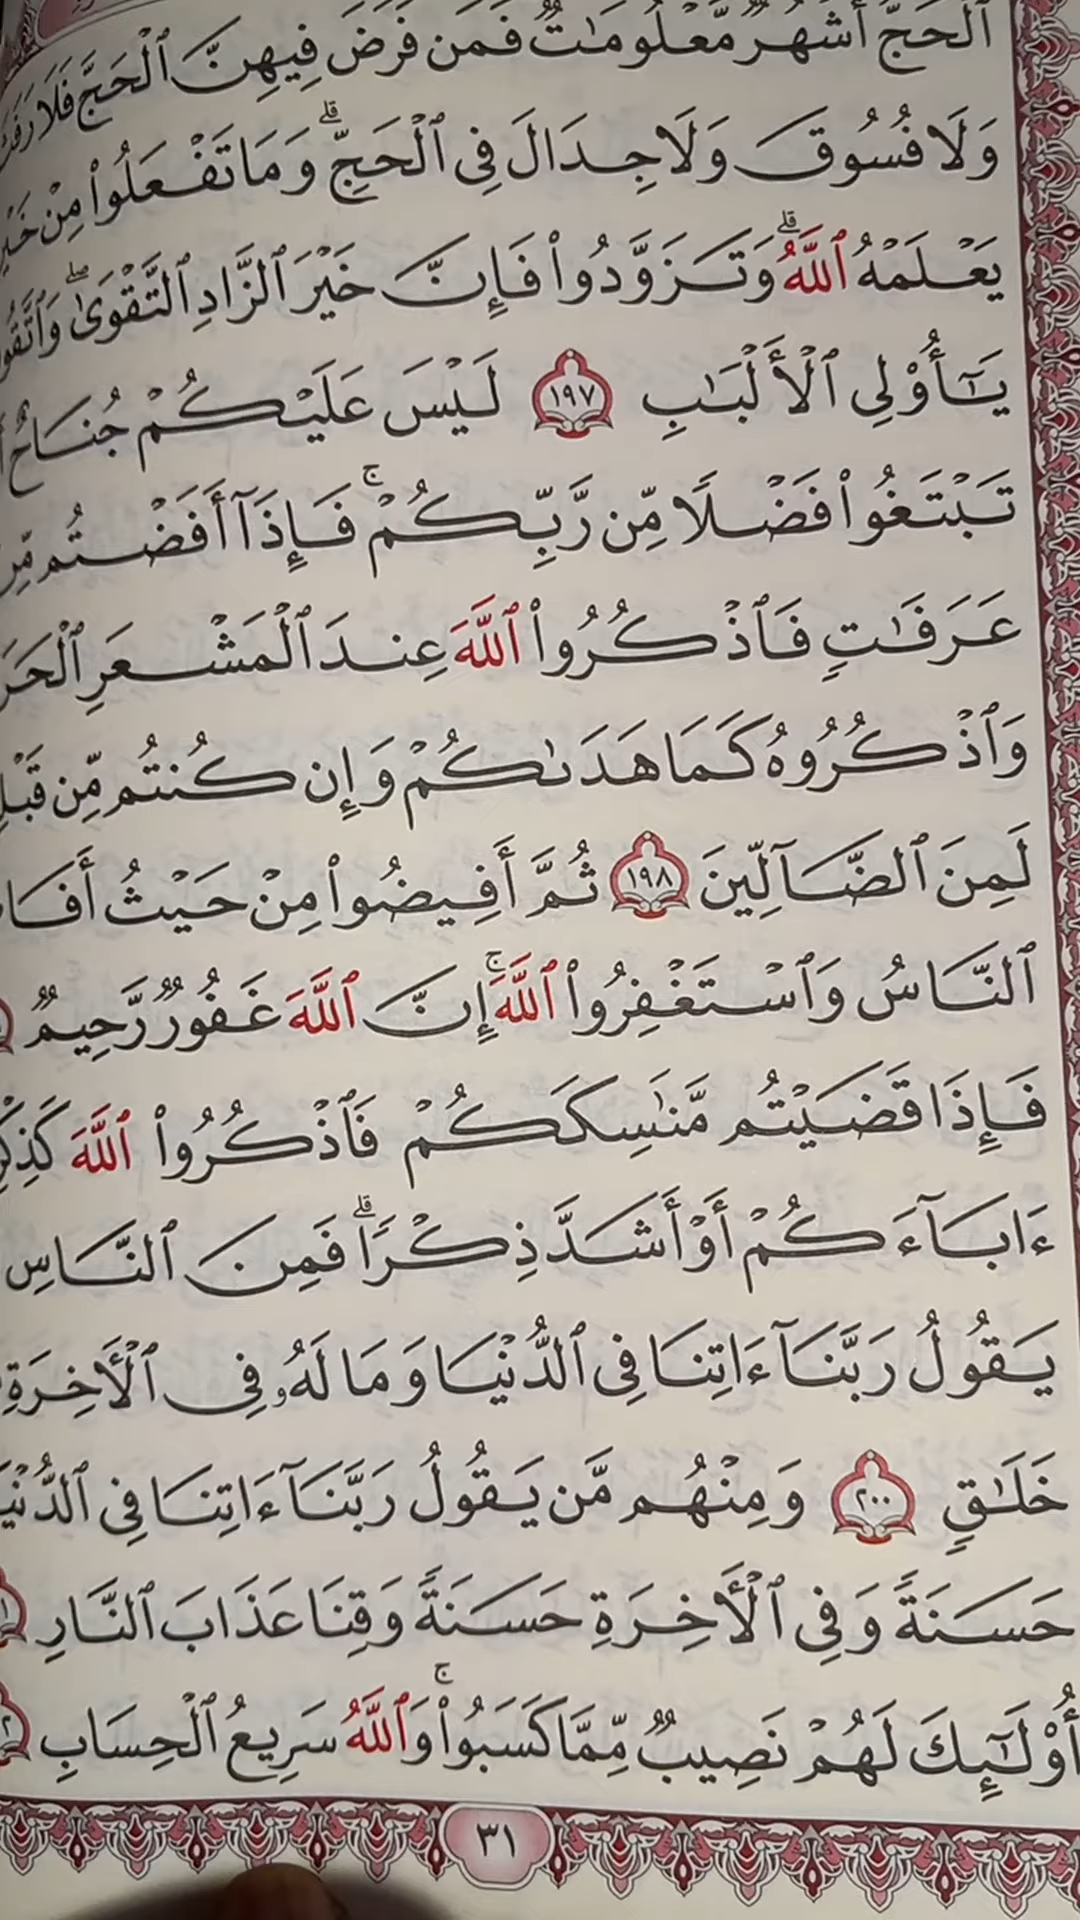 ٱلْحَجُّ أَشْهُرٌ مَّعْلُومَٰتٌ فَمَن فَرَضَ فِيهِنَّ ٱلْحَجَّ فَلَا رَفَثَ
وَلَا فُسُوقَ وَلَا جِدَالَ فِى ٱلْحَجِّ ۗ وَمَا تَفْعَلُوا۟ مِنْ خَيْرٍ
يَعْلَمْهُ ٱللَّهُ ۗ وَتَزَوَّدُوا۟ فَإِنَّ خَيْرَ ٱلزَّادِ ٱلتَّقْوَىٰ ۖ
يَٰٓأُو۟لِى ٱلْأَلْبَٰبِ ١٩٧ لَيْسَ عَلَيْكُمْ جُنَاحٌ
تَبْتَغُوا۟ فَضْلًا مِّن رَّبِّكُمْ ۚ فَإِذَآ أَفَضْتُم مِّنْ
عَرَفَٰتٍ فَٱذْكُرُوا۟ ٱللَّهَ عِندَ ٱلْمَشْعَرِ
وَٱذْكُرُوهُ كَمَا هَدَىٰكُمْ وَإِن كُنتُم مِّن قَبْلِهِ
لَمِنَ ٱلضَّآلِّينَ ١٩٨ ثُمَّ أَفِيضُوا۟ مِنْ حَيْثُ
ٱلنَّاسُ وَٱسْتَغْفِرُوا۟ ٱللَّهَ ۚ إِنَّ ٱللَّهَ غَفُورٌ رَّحِيمٌ
فَإِذَا قَضَيْتُم مَّنَٰسِكَكُمْ فَٱذْكُرُوا۟ ٱللَّهَ
ءَابَآءَكُمْ أَوْ أَشَدَّ ذِكْرًا ۗ فَمِنَ ٱلنَّاسِ
يَقُولُ رَبَّنَآ ءَاتِنَا فِى ٱلدُّنْيَا وَمَا لَهُۥ فِى ٱلْأَخِرَةِ
خَلَٰقٍ ٢٠٠ وَمِنْهُم مَّن يَقُولُ رَبَّنَآ ءَاتِنَا فِى ٱلدُّنْيَا
حَسَنَةً وَفِى ٱلْأَخِرَةِ حَسَنَةً وَقِنَا عَذَابَ ٱلنَّارِ
أُو۟لَٰٓئِكَ لَهُمْ نَصِيبٌ مِّمَّا كَسَبُوا۟ ۚ وَٱللَّهُ سَرِيعُ ٱلْحِسَابِ
٣١